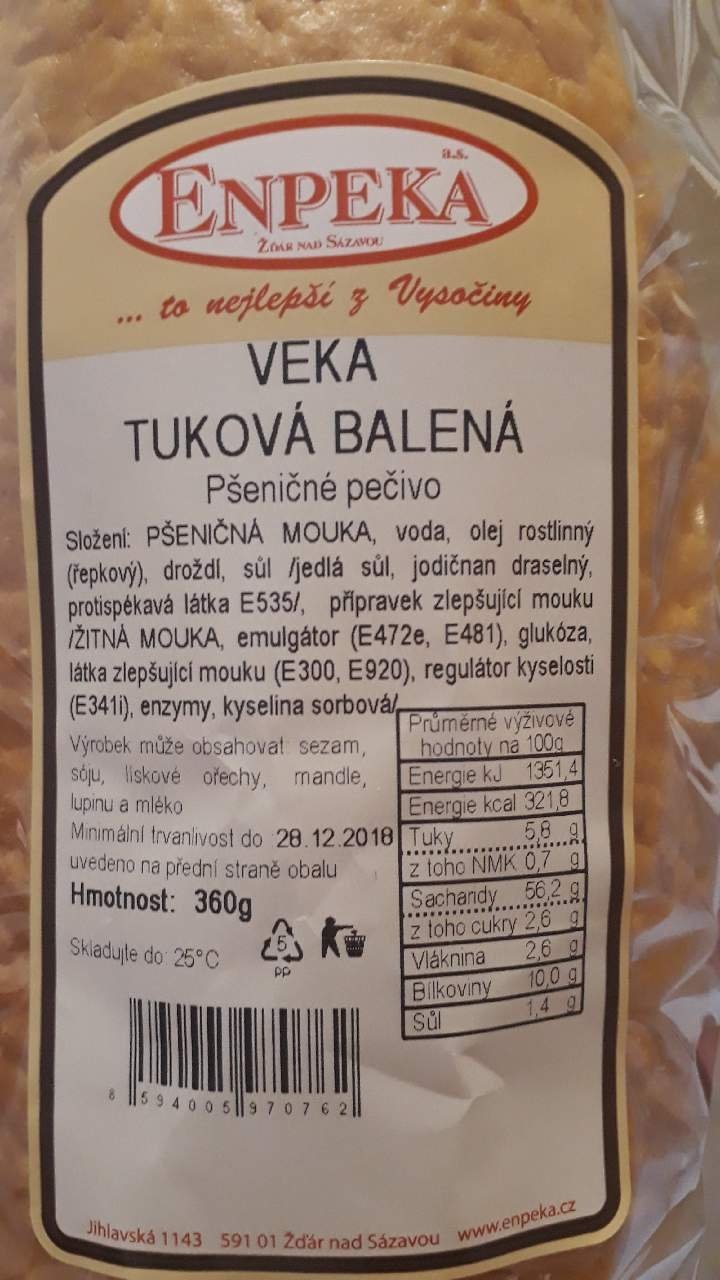 ENPEKA a.s.
ŽĎÁR NAD SÁZAVOU
... to nejlepší z Vysočiny
VEKA
TUKOVÁ BALENÁ
Pšeničné pečivo
Složení: PŠENIČNÁ MOUKA, voda, olej rostlinný
(řepkový), droždí, sůl /jedlá sůl, jodičnan draselný,
protispékavá látka E535/, přípravek zlepšující mouku
/ŽITNÁ MOUKA, emulgátor (E472e, E481), glukóza,
látka zlepšující mouku (E300, E920), regulátor kyselosti
(E341i), enzymy, kyselina sorbová/
Výrobek může obsahovat: sezam,
sóju, lískové ořechy, mandle,
lupinu a mléko
Minimální trvanlivost do 28.12.2018
uvedeno na přední straně obalu
Hmotnost: 360g
Skladujte do: 25°C
5
PP
Průměrné výživové
hodnoty na 100g
Energie kJ 1351,4
Energie kcal 321,8
Tuky 5,8 g
z toho NMK 0,7 g
Sacharidy 56,2 g
z toho cukry 2,6 g
Vláknina 2,6 g
Bílkoviny 10,0 g
Sůl 1,4 g
8 594005 970762
Jihlavská 1143 591 01 Žďár nad Sázavou www.enpeka.cz